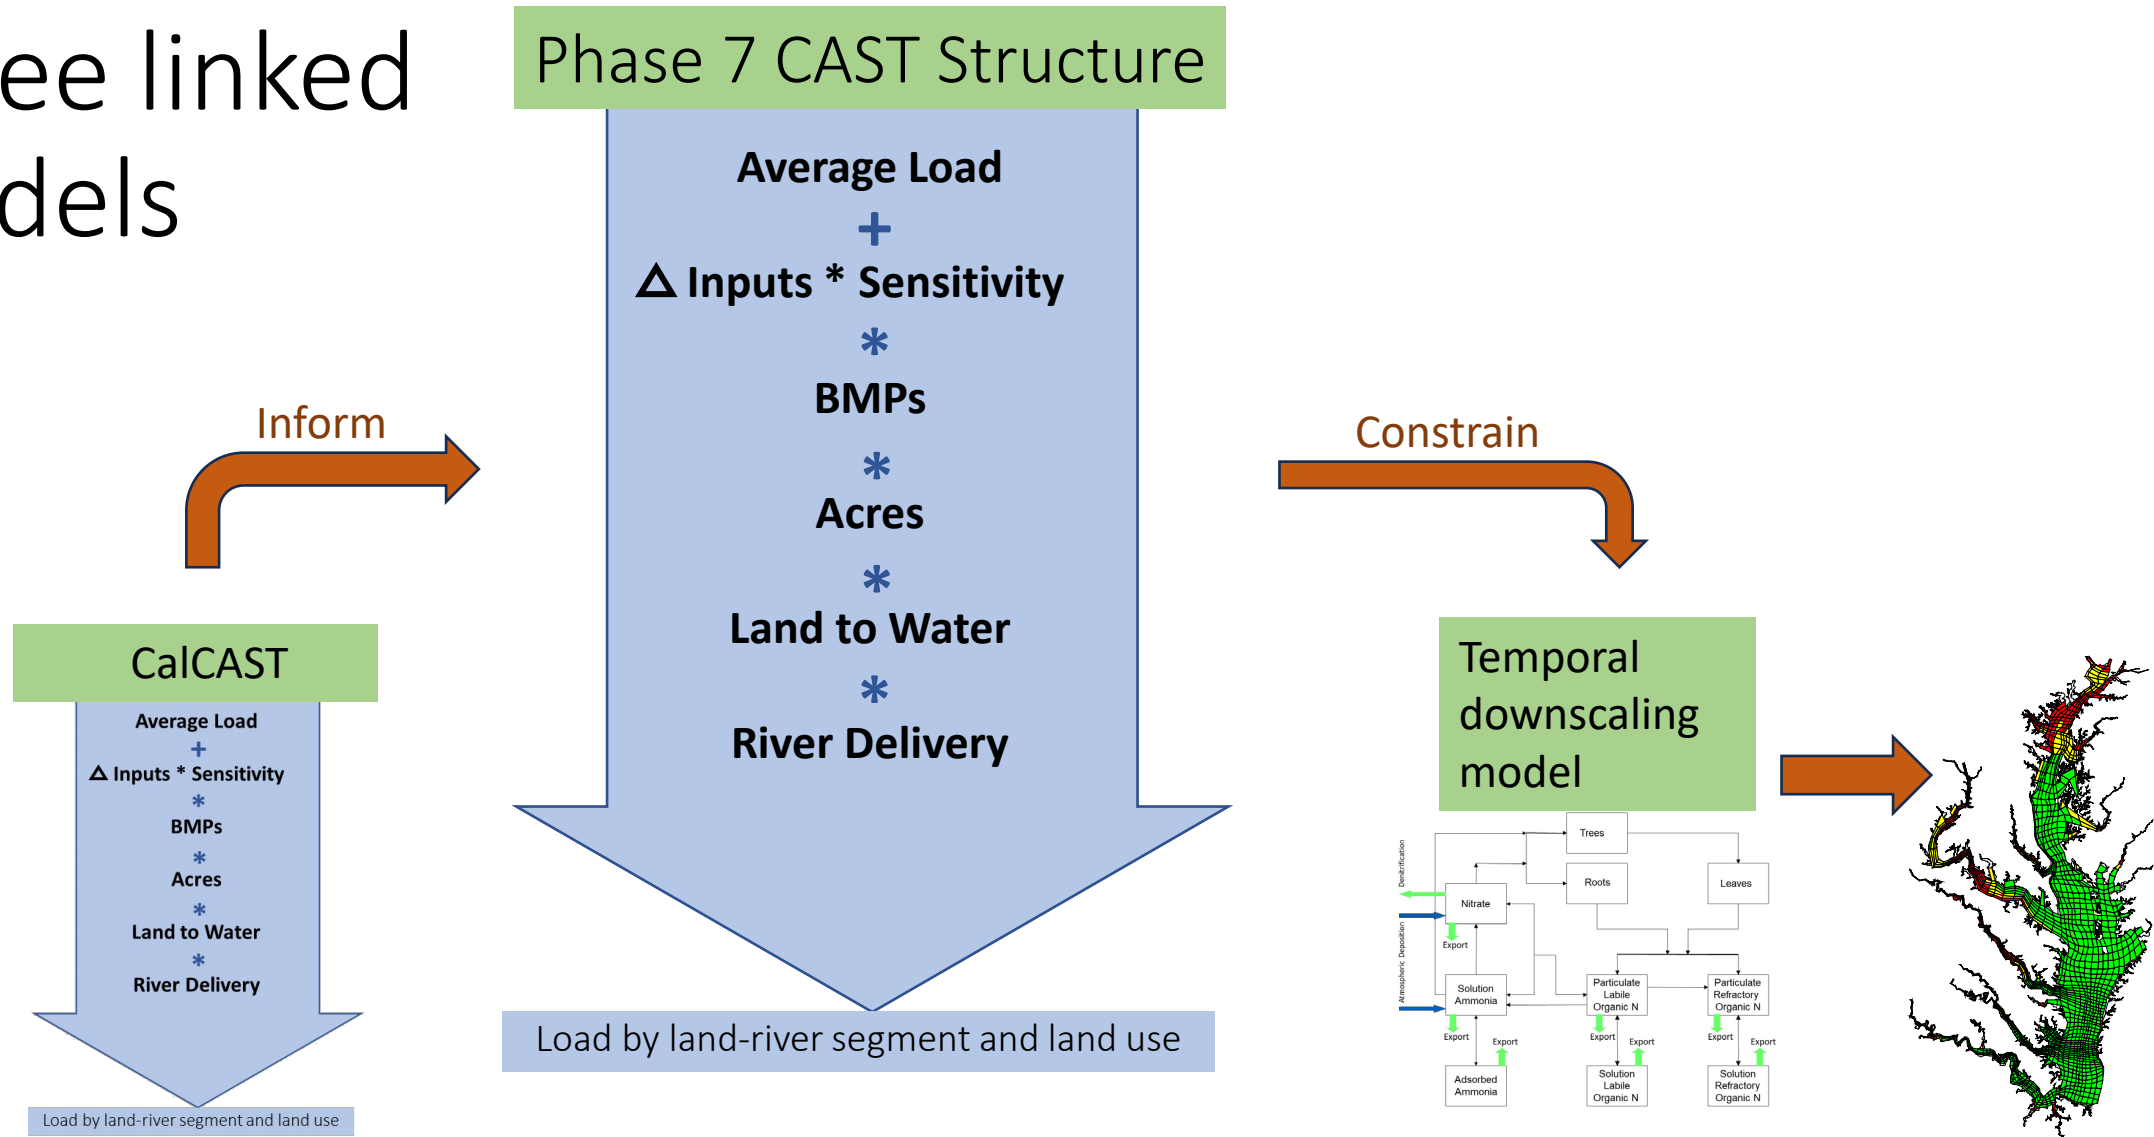 ee linked
dels
Phase 7 CAST Structure
Average Load
+
Δ Inputs * Sensitivity
*
BMPs
*
Acres
*
Land to Water
*
River Delivery
Load by land-river segment and land use
Inform
Constrain
CalCAST
Average Load
+
Δ Inputs * Sensitivity
*
BMPs
*
Acres
*
Land to Water
*
River Delivery
Load by land-river segment and land use
Temporal
downscaling
model
Trees
Roots
Leaves
Denitrification
Nitrate
Export
Atmospheric Deposition
Solution
Ammonia
Particulate
Labile
Organic N
Particulate
Refractory
Organic N
Export
Export
Export
Export
Export
Export
Adsorbed
Ammonia
Solution
Labile
Organic N
Solution
Refractory
Organic N